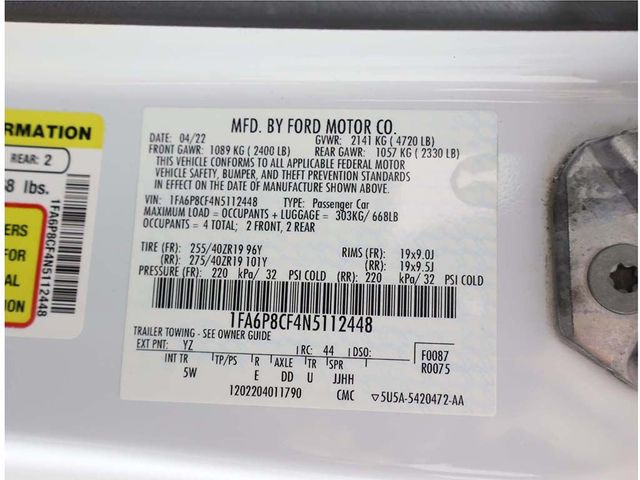 RMATION
REAR: 2
8 lbs.
ERS
FOR
AL
ION
1FA6P8CF4N5112448
MFD. BY FORD MOTOR CO.
DATE: 04/22 GVWR: 2141 KG ( 4720 LB)
FRONT GAWR: 1089 KG ( 2400 LB) REAR GAWR: 1057 KG ( 2330 LB)
THIS VEHICLE CONFORMS TO ALL APPLICABLE FEDERAL MOTOR
VEHICLE SAFETY, BUMPER, AND THEFT PREVENTION STANDARDS
IN EFFECT ON THE DATE OF MANUFACTURE SHOWN ABOVE.
VIN: 1FA6P8CF4N5112448 TYPE: Passenger Car
MAXIMUM LOAD = OCCUPANTS + LUGGAGE = 303KG/ 668LB
OCCUPANTS = 4 TOTAL; 2 FRONT, 2 REAR
TIRE (FR): 255/40ZR19 96Y RIMS (FR): 19x9.0J
(RR): 275/40ZR19 101Y (RR): 19x9.5J
PRESSURE (FR): 220 kPa/ 32 PSI COLD (RR): 220 kPa/ 32 PSI COLD
1FA6P8CF4N5112448
TRAILER TOWING - SEE OWNER GUIDE
EXT PNT: YZ RC: 44 DSO: F0087
INT TR TP/PS R AXLE TR SPR R0075
5W E DD U JJHH
1202204011790 CMC ▽5U5A-5420472-AA